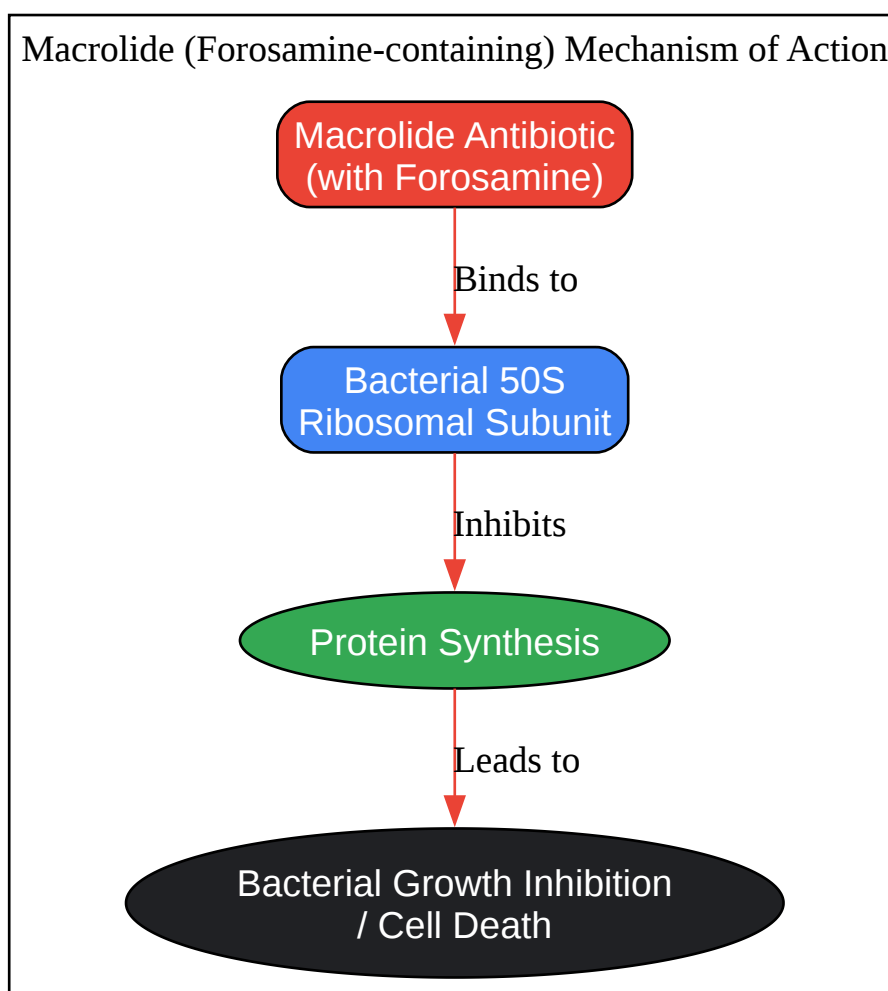 Macrolide (Forosamine-containing) Mechanism of Action
Macrolide Antibiotic
(with Forosamine)
Binds to
Bacterial 50S
Ribosomal Subunit
Inhibits
Protein Synthesis
Leads to
Bacterial Growth Inhibition
/ Cell Death